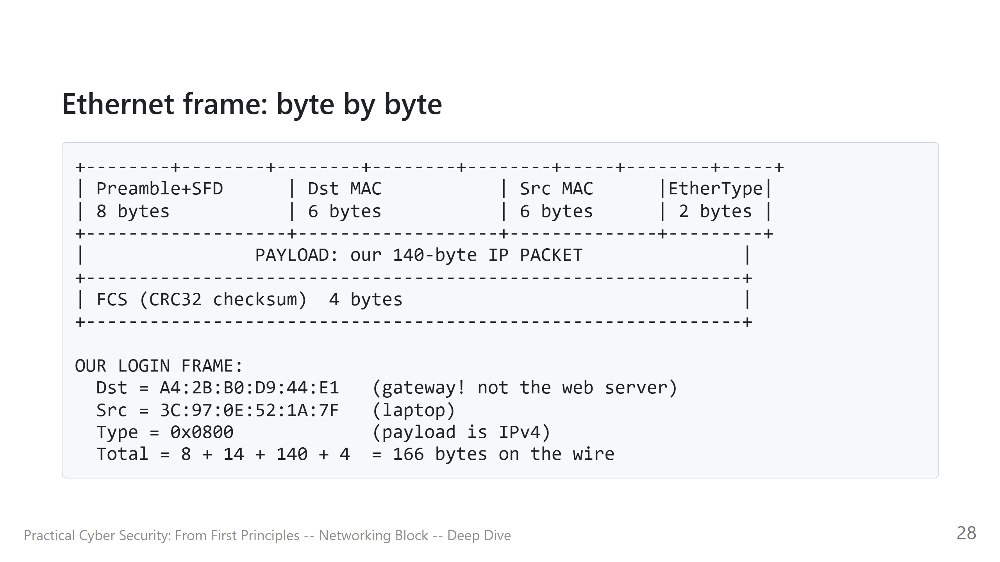 Ethernet frame: byte by byte
+--------+--------+--------+--------+--------+-----+--------+-----+
| Preamble+SFD      | Dst MAC           | Src MAC      |EtherType|
| 8 bytes           | 6 bytes           | 6 bytes      | 2 bytes |
+-------------------+-------------------+--------------+---------+
|                PAYLOAD: our 140-byte IP PACKET               |
+--------------------------------------------------------------+
| FCS (CRC32 checksum)  4 bytes                                |
+--------------------------------------------------------------+
OUR LOGIN FRAME:
  Dst = A4:2B:B0:D9:44:E1   (gateway! not the web server)
  Src = 3C:97:0E:52:1A:7F   (laptop)
  Type = 0x0800             (payload is IPv4)
  Total = 8 + 14 + 140 + 4  = 166 bytes on the wire
Practical Cyber Security: From First Principles -- Networking Block -- Deep Dive
28